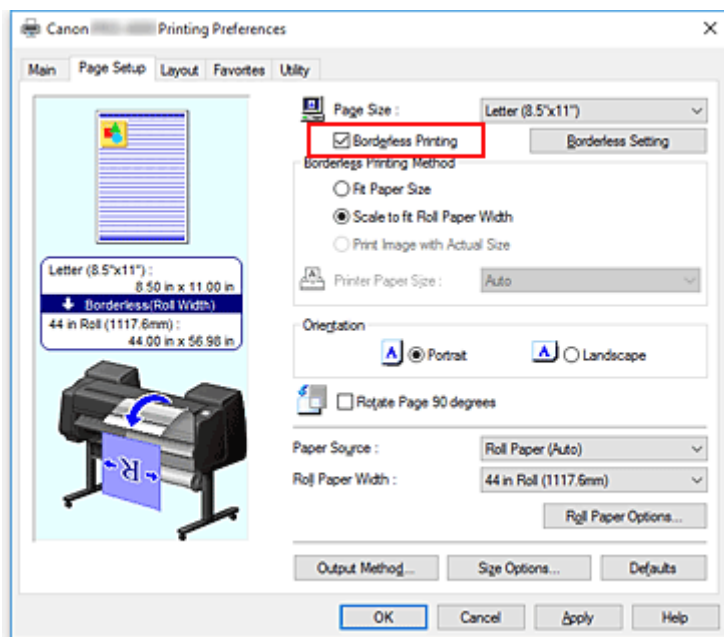 Canon Printing Preferences
Main Page Setup Layout Favorites Utility
Page Size : Letter (8.5"x11")
Borderless Printing Borderless Setting
Borderless Printing Method
Fit Paper Size
Scale to fit Roll Paper Width
Print Image with Actual Size
Printer Paper Size : Auto
Letter (8.5"x11") :
8.50 in x 11.00 in
Borderless(Roll Width)
44 in Roll (1117.6mm) :
44.00 in x 56.98 in
Orientation
A Portrait A Landscape
Rotate Page 90 degrees
R
Paper Source : Roll Paper (Auto)
Roll Paper Width : 44 in Roll (1117.6mm)
Roll Paper Options...
Output Method... Size Options... Defaults
OK Cancel Apply Help